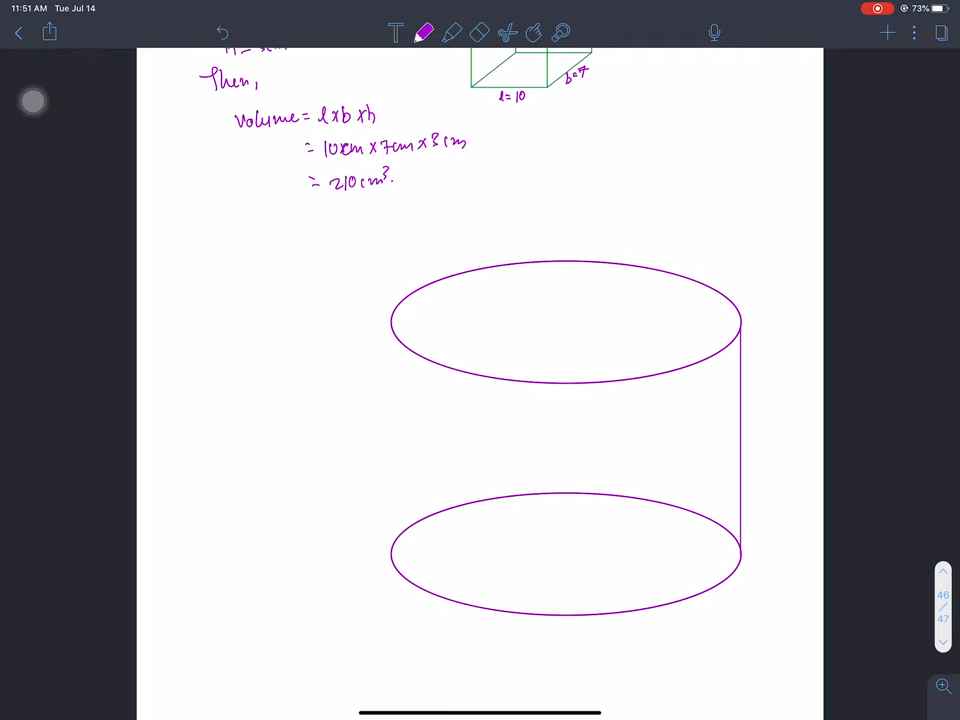 11:51 AM Tue Jul 14
73%
T
l=10
b=7
Then,
Volume = l×b×h
= 10cm × 7cm × 3cm
= 210cm³.
46
/
47